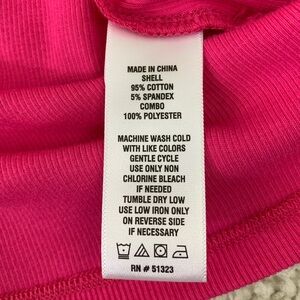 MADE IN CHINA
SHELL
95% COTTON
5% SPANDEX
COMBO
100% POLYESTER
MACHINE WASH COLD
WITH LIKE COLORS
GENTLE CYCLE
USE ONLY NON
CHLORINE BLEACH
IF NEEDED
TUMBLE DRY LOW
USE LOW IRON ONLY
ON REVERSE SIDE
IF NECESSARY
RN # 51323